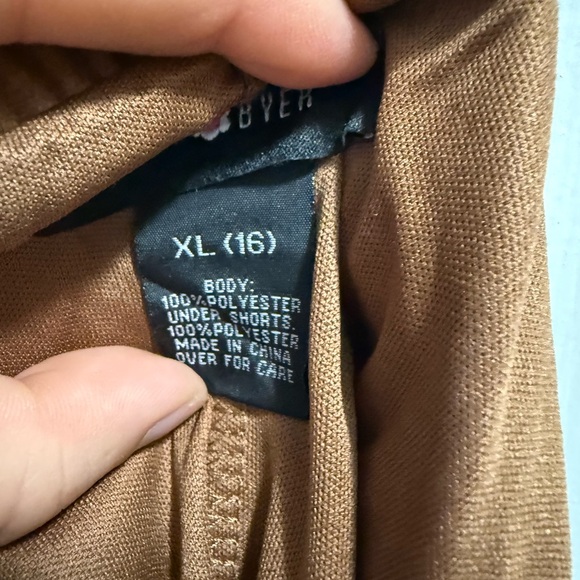 BYER
XL (16)
BODY:
100% POLYESTER
UNDER SHORTS:
100% POLYESTER
MADE IN CHINA
OVER FOR CARE